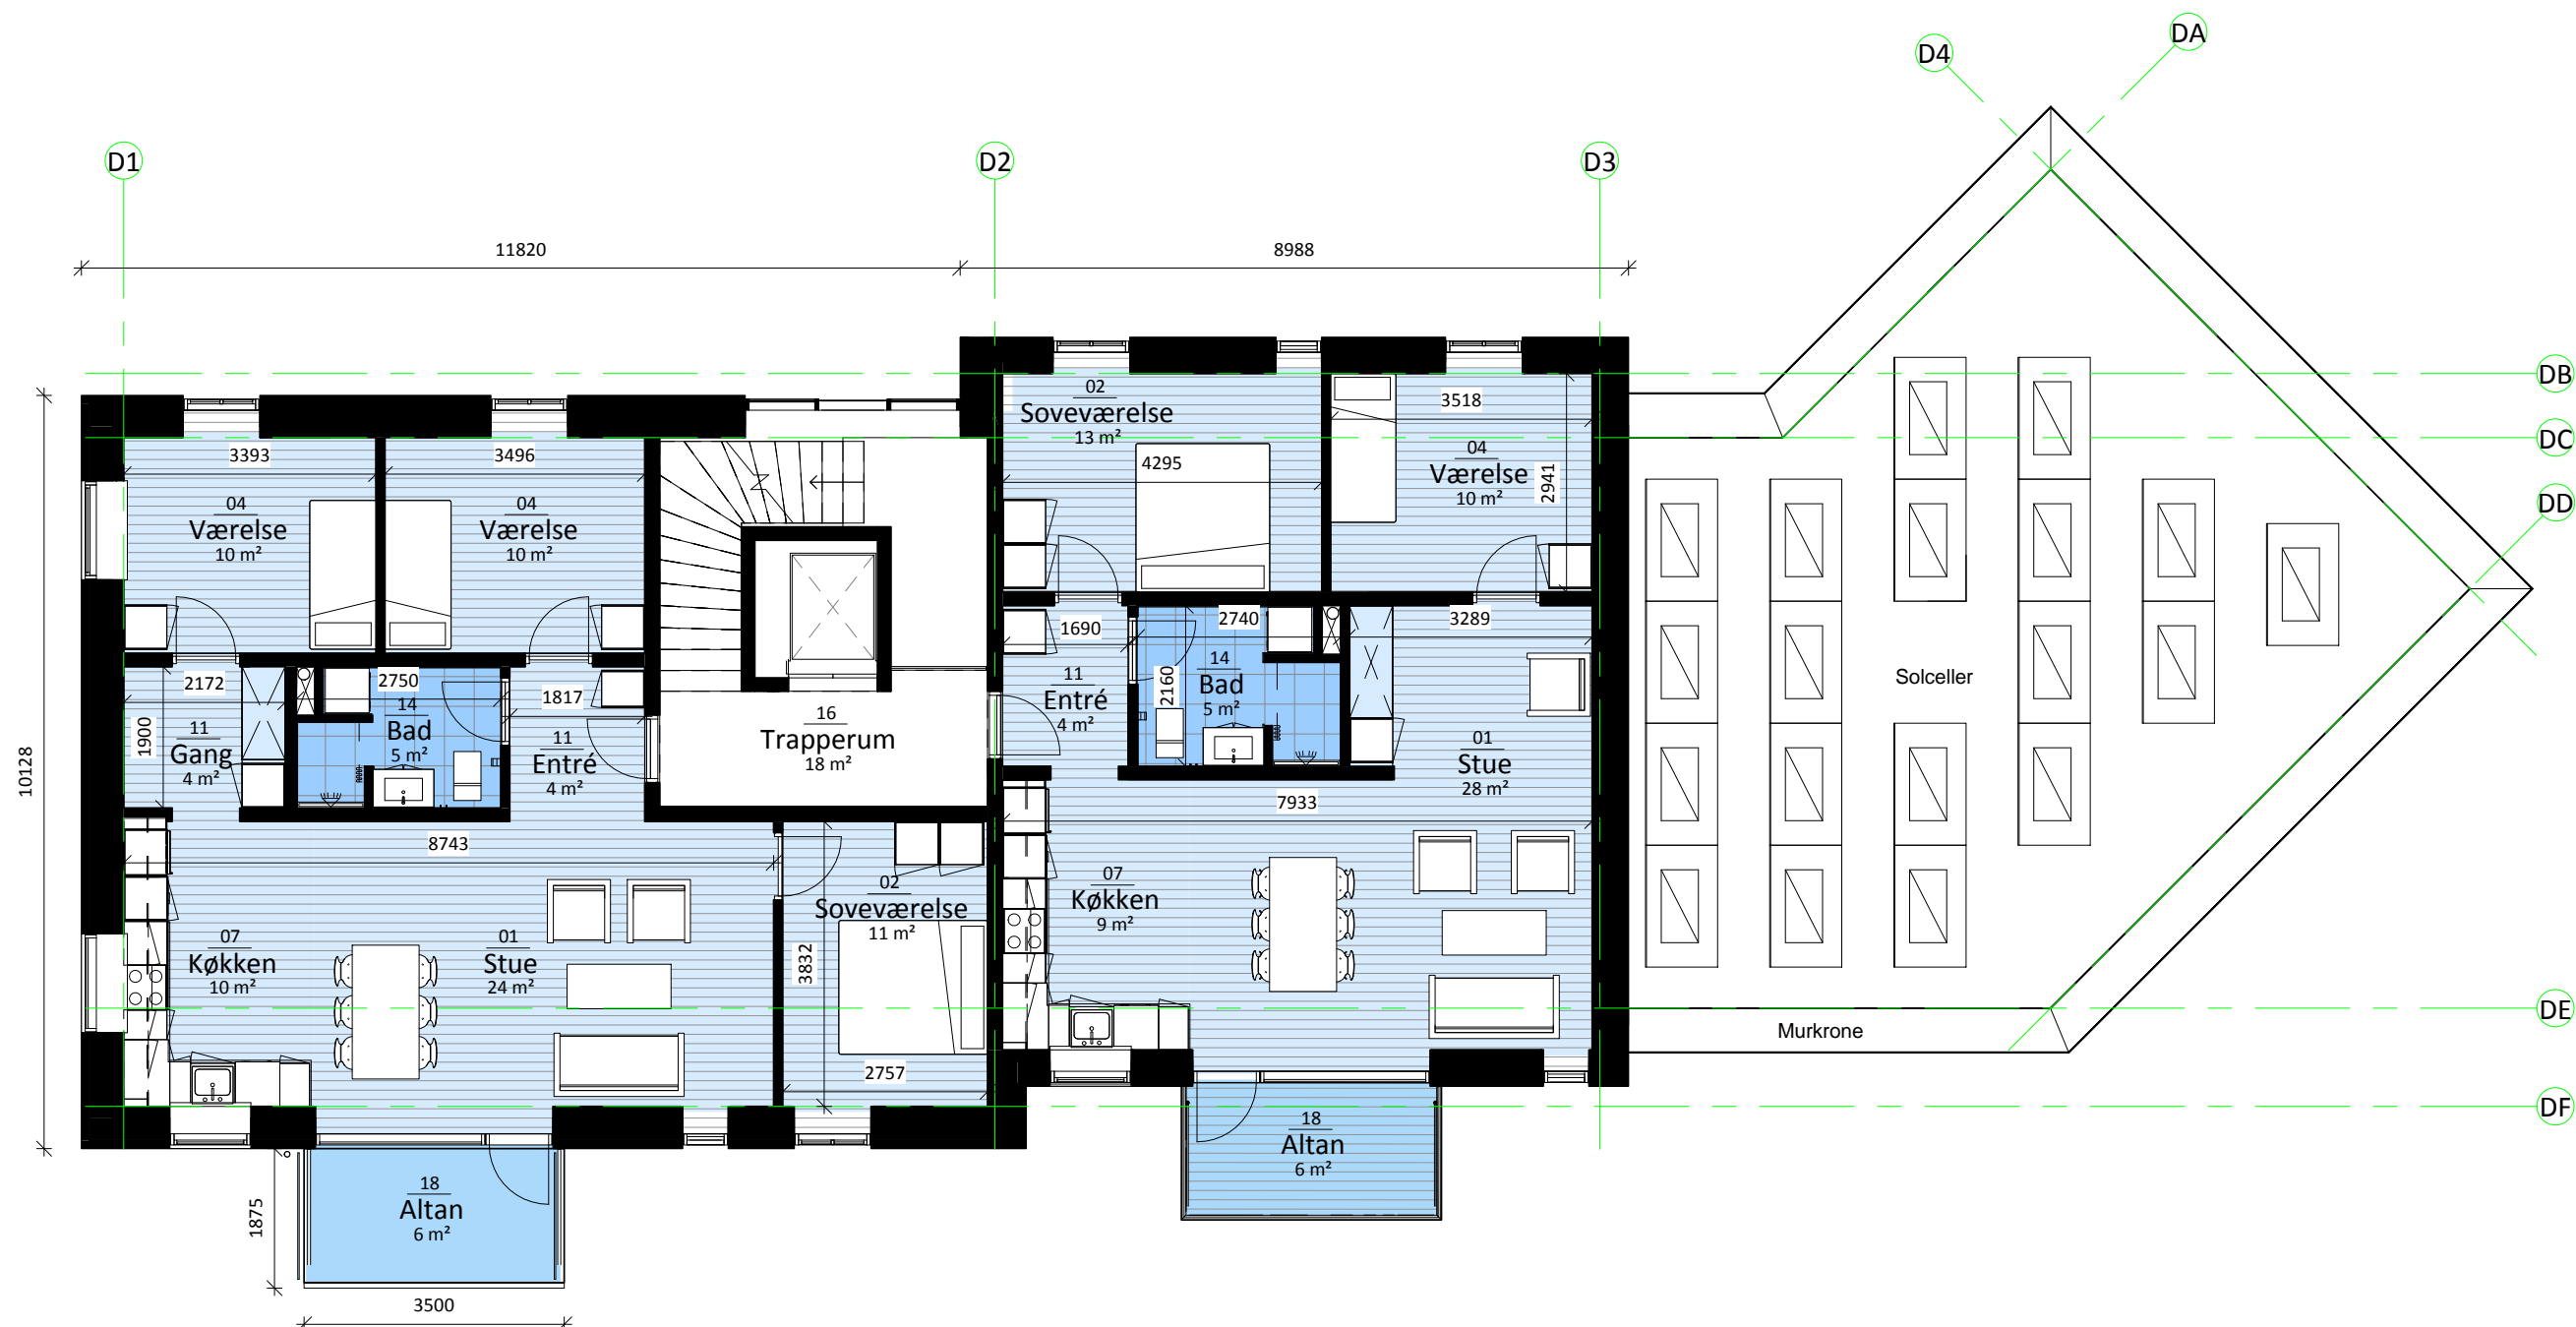 DA
D4
D1
D2
D3
11820
8988
DB
DC
DD
DE
DF
10128
3393
04
Værelse
10 m²
3496
04
Værelse
10 m²
02
Soveværelse
13 m²
4295
3518
04
Værelse
10 m²
2941
2172
1900
11
Gang
4 m²
2750
14
Bad
5 m²
1817
11
Entré
4 m²
16
Trapperum
18 m²
1690
11
Entré
4 m²
2740
2160
14
Bad
5 m²
3289
01
Stue
28 m²
7933
8743
07
Køkken
10 m²
01
Stue
24 m²
02
Soveværelse
11 m²
3832
2757
07
Køkken
9 m²
Solceller
Murkrone
18
Altan
6 m²
18
Altan
6 m²
1875
3500